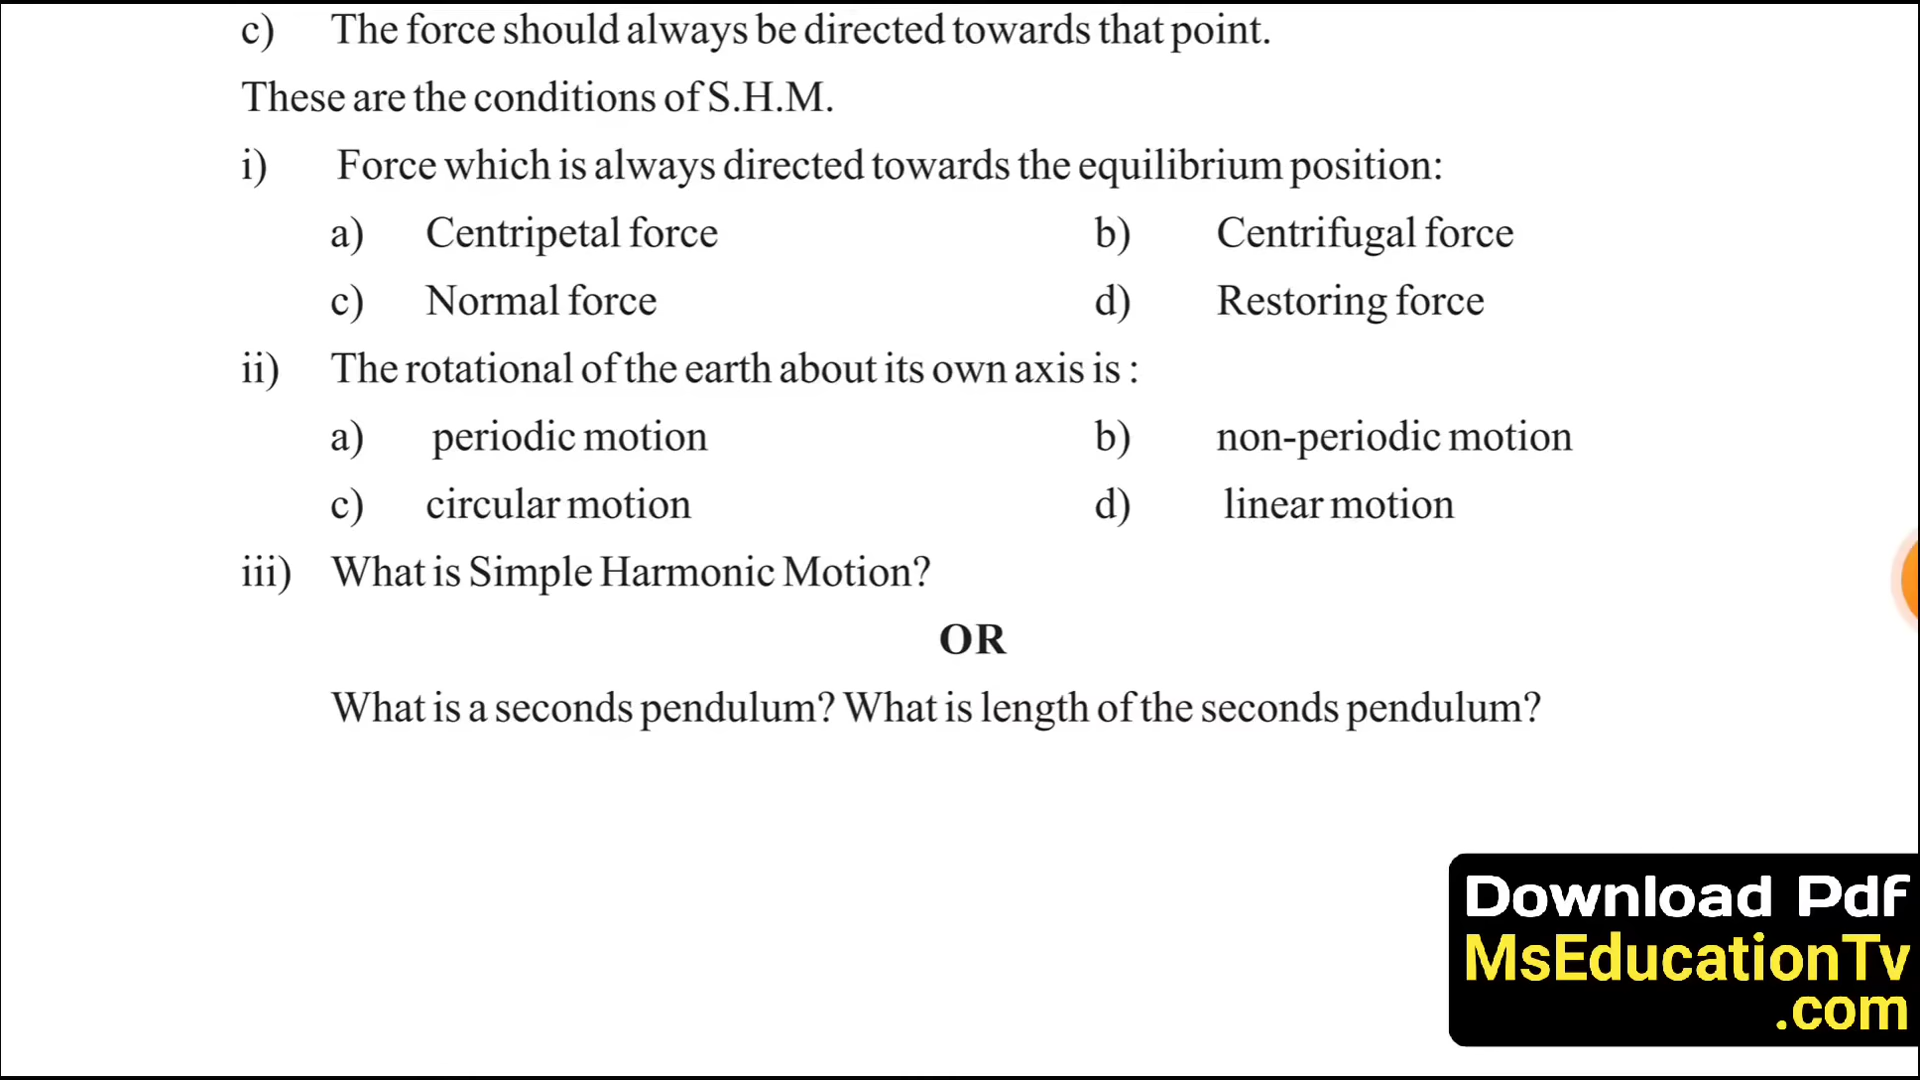 c) The force should always be directed towards that point.
These are the conditions of S.H.M.
i) Force which is always directed towards the equilibrium position:
a) Centripetal force b) Centrifugal force
c) Normal force d) Restoring force
ii) The rotational of the earth about its own axis is :
a) periodic motion b) non-periodic motion
c) circular motion d) linear motion
iii) What is Simple Harmonic Motion?
OR
What is a seconds pendulum? What is length of the seconds pendulum?
Download Pdf
MsEducationTv
.com